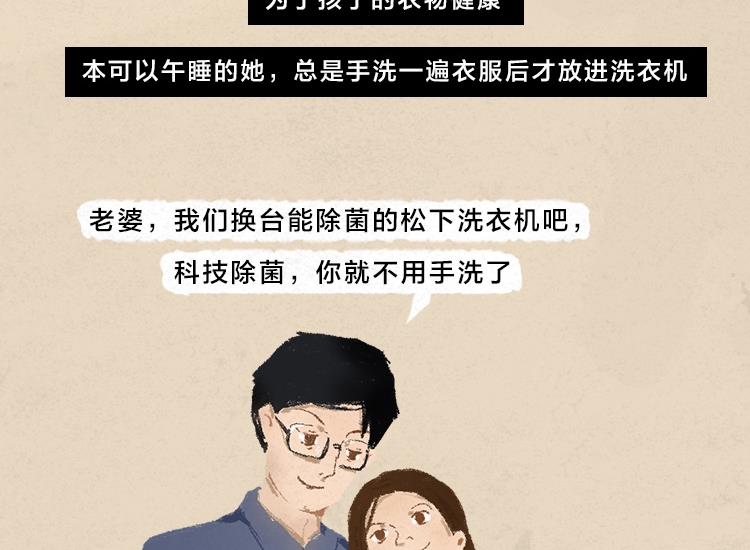 为了孩子的衣物健康
本可以午睡的她，总是手洗一遍衣服后才放进洗衣机
老婆，我们换台能除菌的松下洗衣机吧，
科技除菌，你就不用手洗了